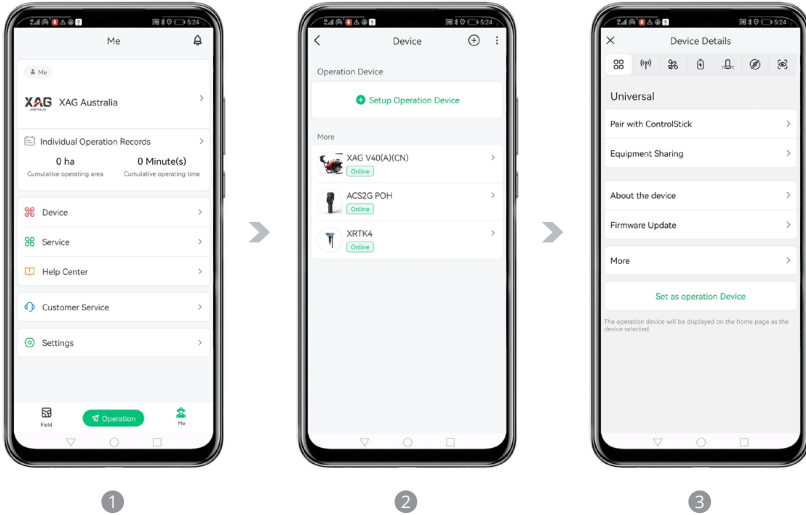 5:24
Me
Me
XAG XAG Australia
AUSTRALIA
Individual Operation Records
0 ha 0 Minute(s)
Cumulative operating area Cumulative operating time
Device
Service
Help Center
Customer Service
Settings
Field Operation Me
1
5:24
Device
Operation Device
Setup Operation Device
More
XAG V40(A)(CN)
Online
ACS2G POH
Online
XRTK4
Online
2
5:24
Device Details
Universal
Pair with ControlStick
Equipment Sharing
About the device
Firmware Update
More
Set as operation Device
The operation device will be displayed on the home page as the
device selected.
3